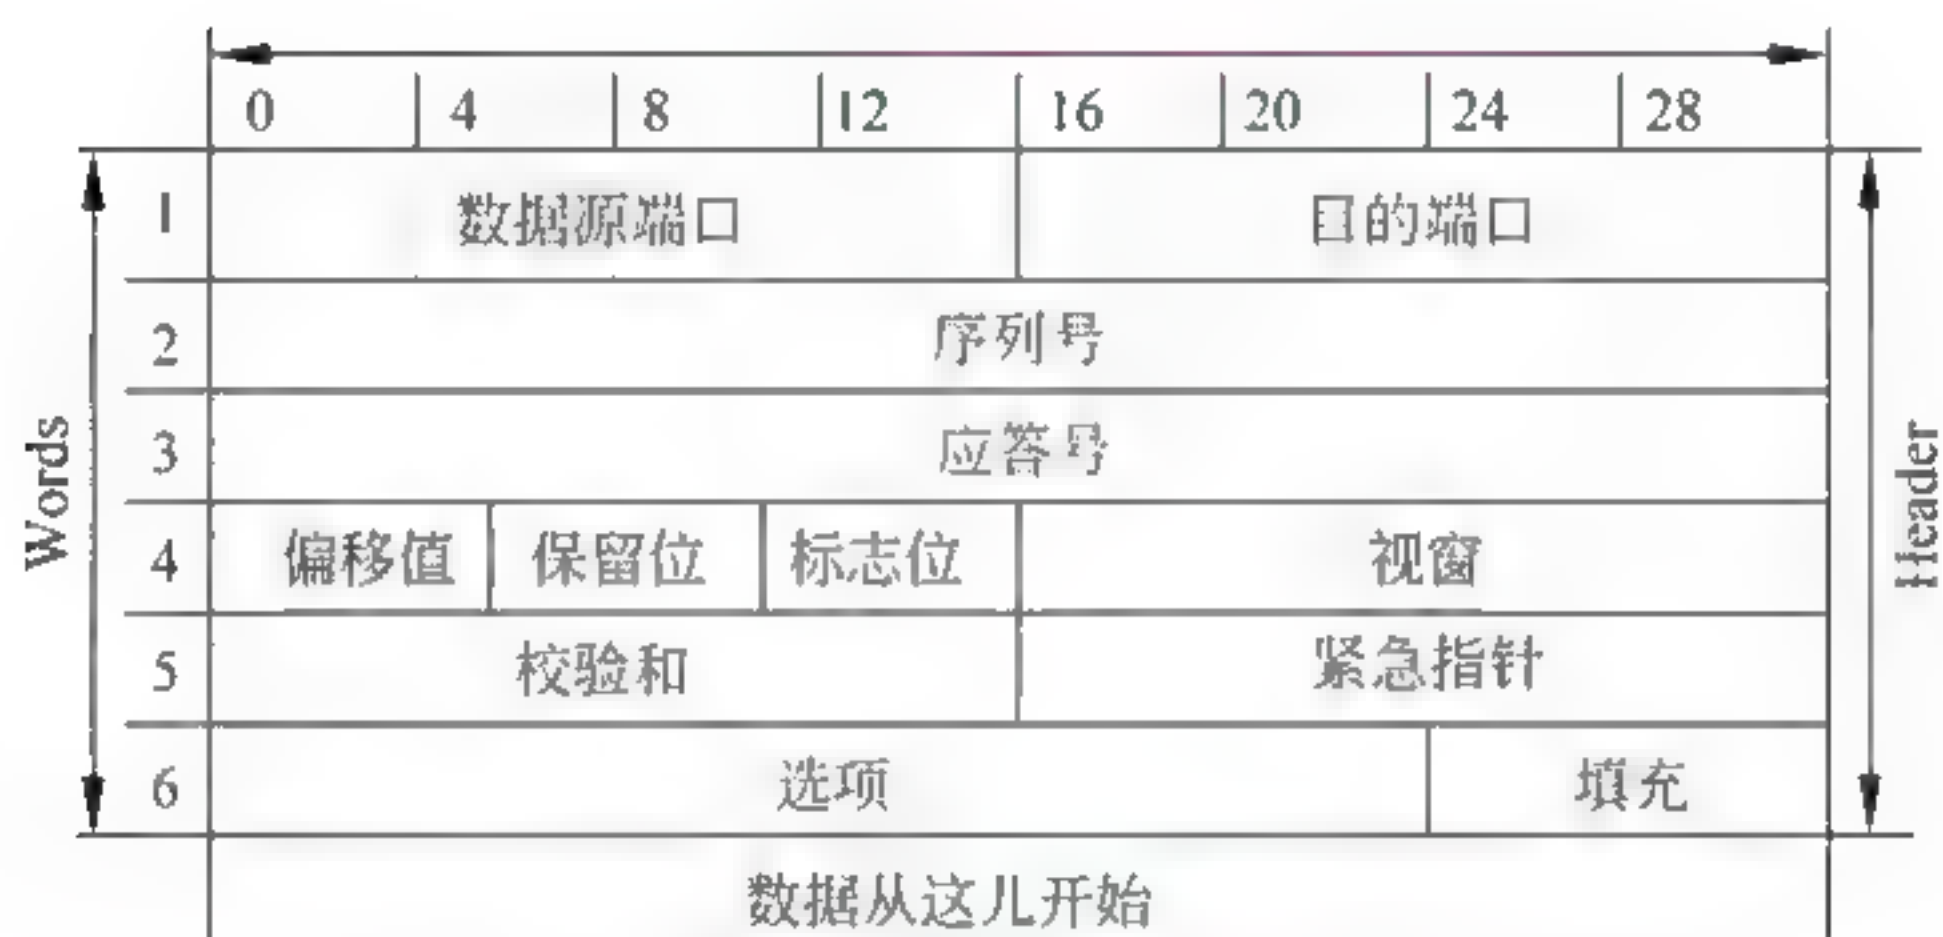 0 4 8 12 16 20 24 28
1 数据源端口 目的端口
2 序列号
3 应答号
4 偏移值 保留位 标志位 视窗
5 校验和 紧急指针
6 选项 填充
数据从这儿开始
Words
Header